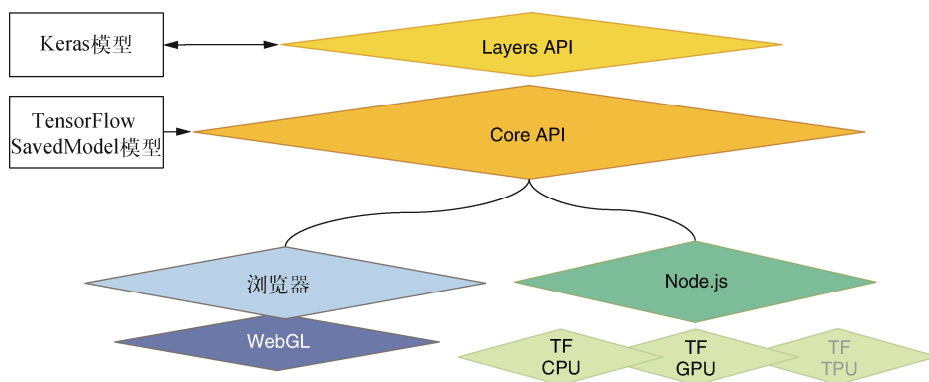 Keras模型
Layers API
TensorFlow
SavedModel模型
Core API
浏览器
Node.js
WebGL
TF
CPU
TF
GPU
TF
TPU